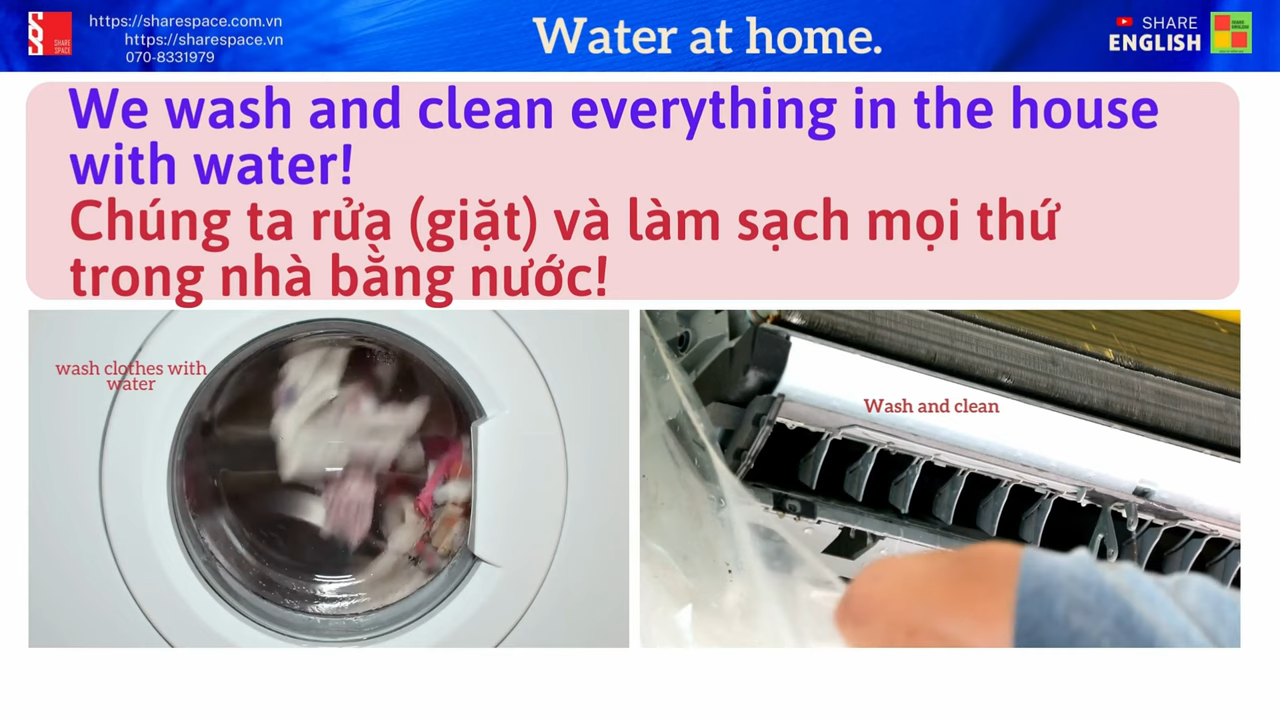 https://sharespace.com.vn
https://sharespace.vn
070-8331979
SHARE
SPACE
Water at home.
SHARE
ENGLISH
We wash and clean everything in the house
with water!
Chúng ta rửa (giặt) và làm sạch mọi thứ
trong nhà bằng nước!
wash clothes with
water
Wash and clean